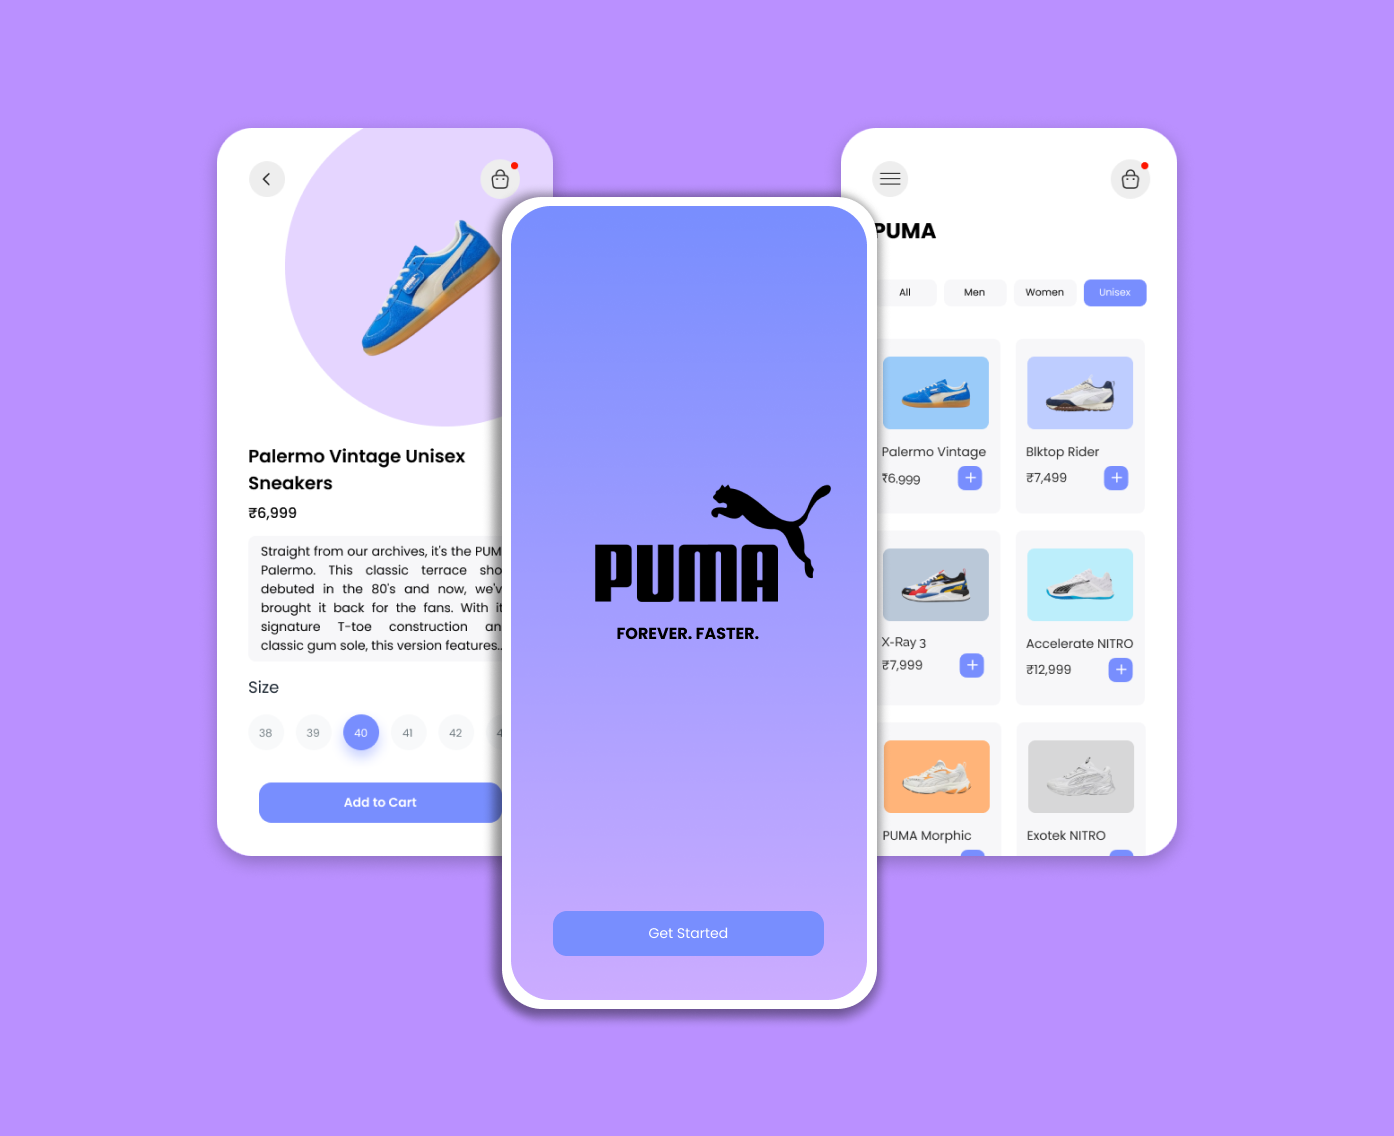 Palermo Vintage Unisex
Sneakers
₹6,999
Straight from our archives, it's the PUM
Palermo. This classic terrace sho
debuted in the 80's and now, we'v
brought it back for the fans. With it
signature T-toe construction an
classic gum sole, this version features..
Size
38 39 40 41 42 4
Add to Cart
PUMA
FOREVER. FASTER.
Get Started
PUMA
All Men Women Unisex
Palermo Vintage
₹6,999
Blktop Rider
₹7,499
X-Ray 3
₹7,999
Accelerate NITRO
₹12,999
PUMA Morphic
Exotek NITRO